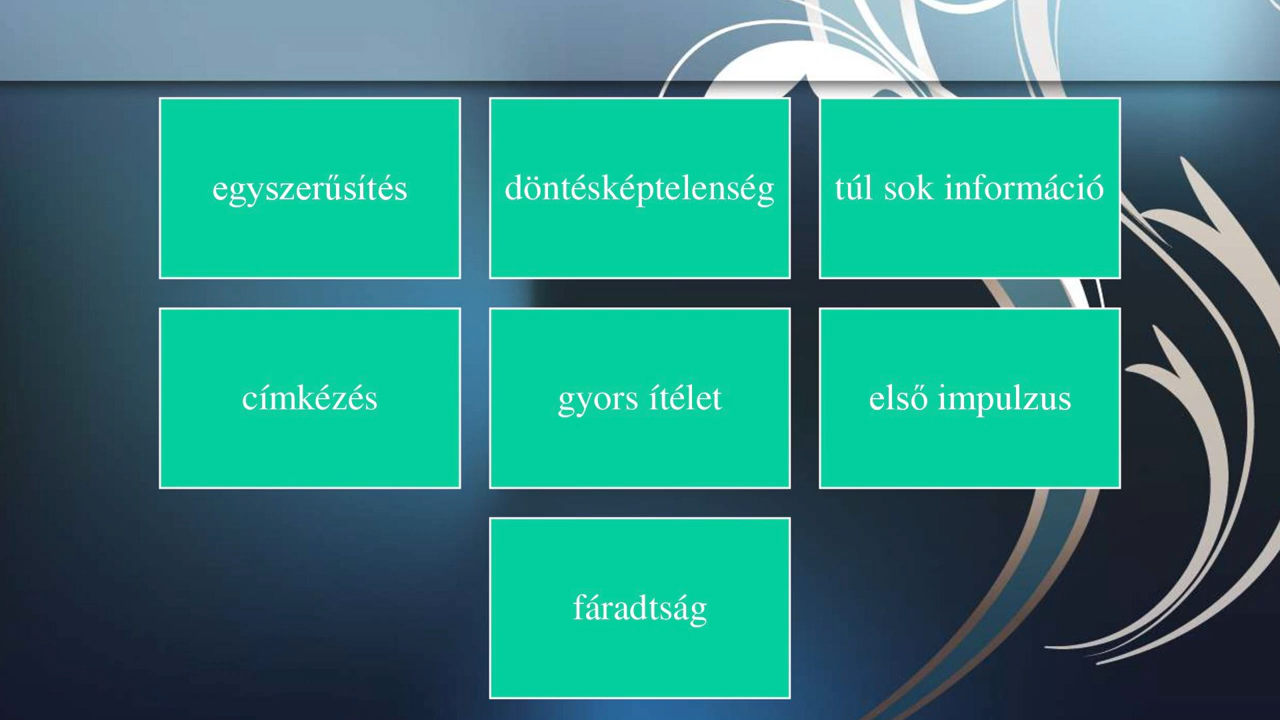 egyszerűsítés
döntésképtelenség
túl sok információ
címkézés
gyors ítélet
első impulzus
fáradtság